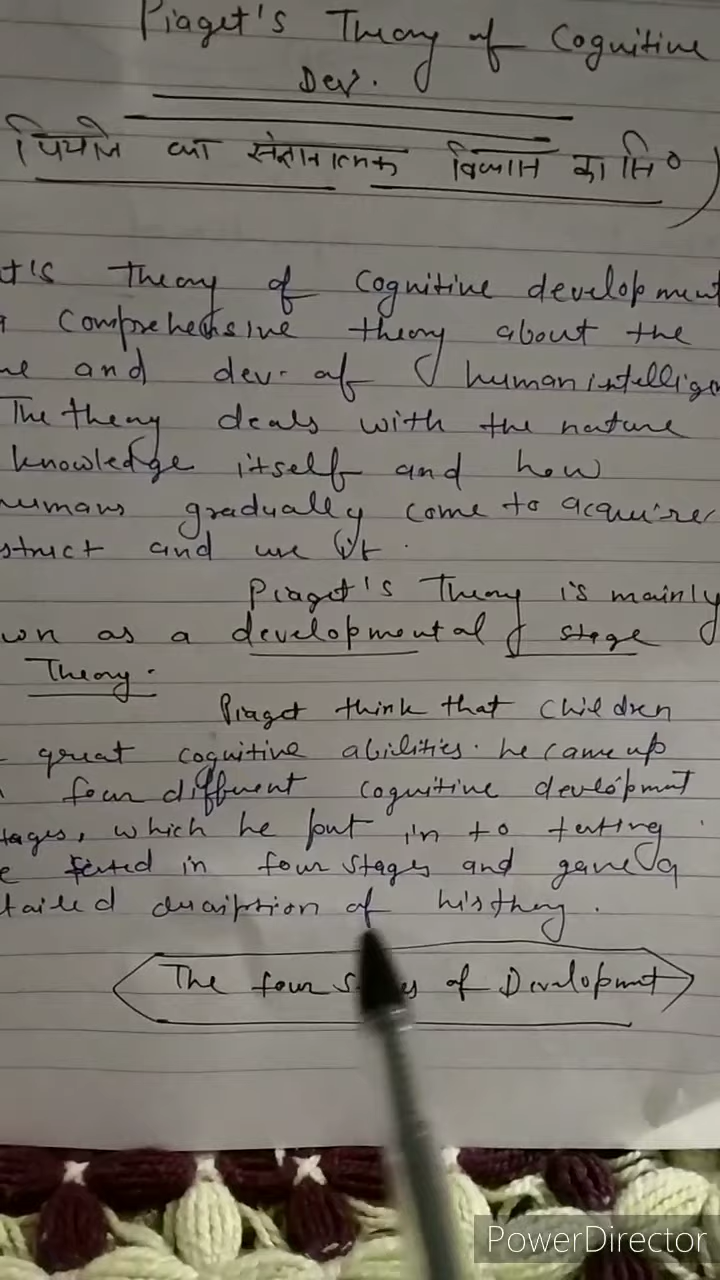 Piaget's Theory of Cognitive
Dev.
पियाजे का संज्ञानात्मक विकास का सि० )
t's Theory of Cognitive development
a Comprehensive theory about the
and dev. of human intellige
The theory deals with the nature
knowledge itself and how
humans gradually come to acquire
struct and use it.
Piaget's Theory is mainly
wn as a developmental stage
Theory.
Piaget think that children
great cognitive abilities. he came up
four different cognitive development
tages, which he put in to testing.
in four stages and gave a
tailed description of his theory.
The four of Development
PowerDirector